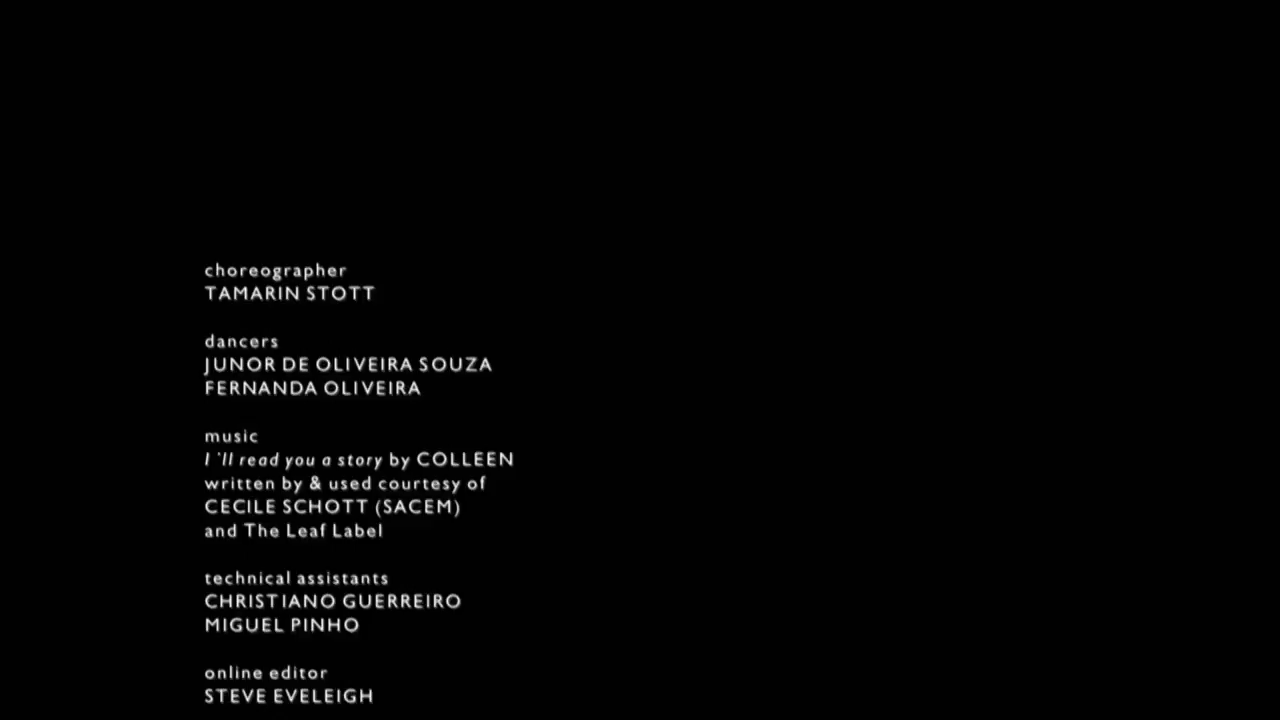 choreographer
TAMARIN STOTT
dancers
JUNOR DE OLIVEIRA SOUZA
FERNANDA OLIVEIRA
music
I 'll read you a story by COLLEEN
written by & used courtesy of
CECILE SCHOTT (SACEM)
and The Leaf Label
technical assistants
CHRISTIANO GUERREIRO
MIGUEL PINHO
online editor
STEVE EVELEIGH